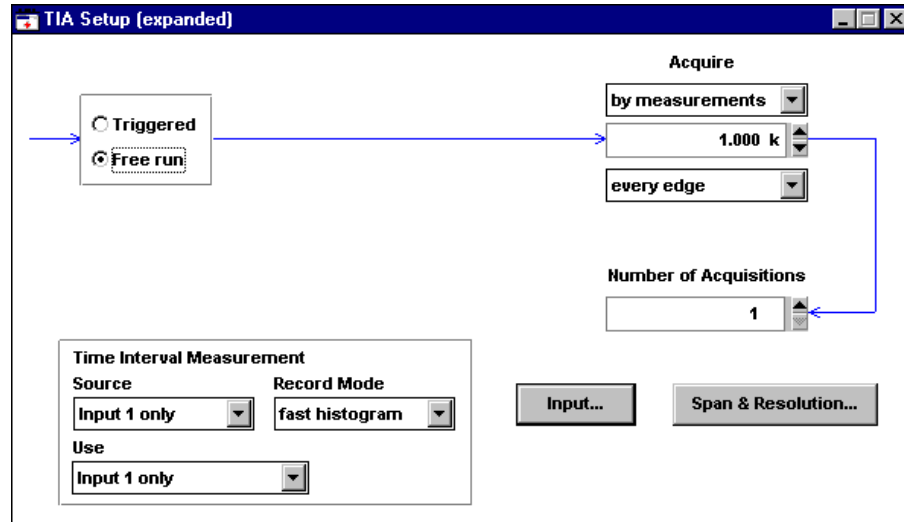 TIA Setup (expanded)
Acquire
by measurements
Triggered
1.000 k
Free run
every edge
Number of Acquisitions
1
Time Interval Measurement
Source Record Mode
Input 1 only fast histogram
Input... Span & Resolution...
Use
Input 1 only